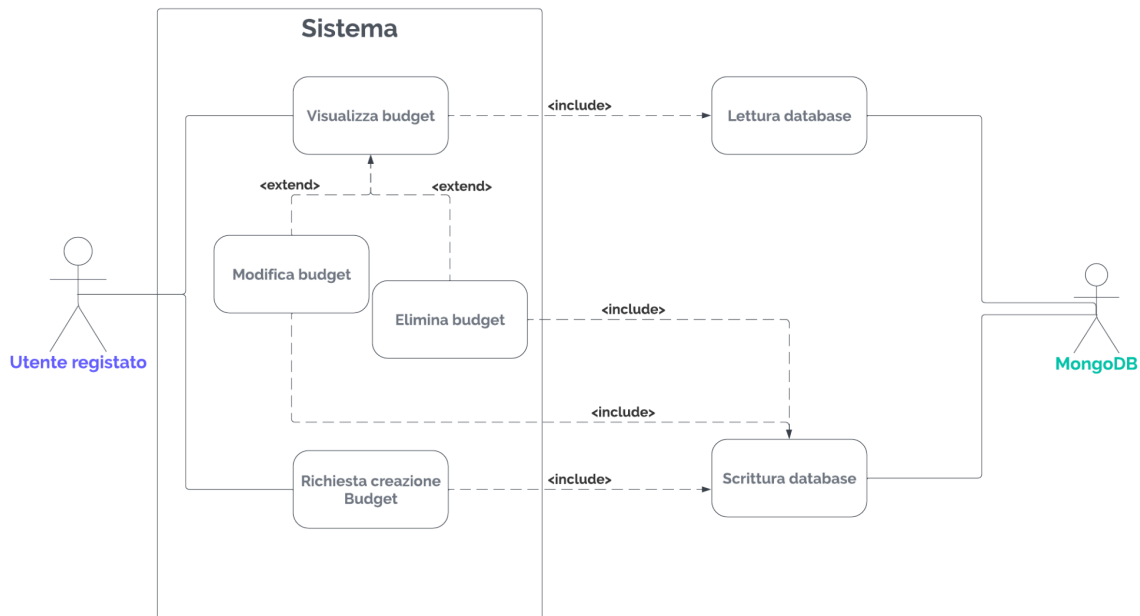 Sistema
Visualizza budget
<include>
Lettura database
<extend>
<extend>
Modifica budget
Elimina budget
<include>
Utente registato
MongoDB
<include>
Richiesta creazione
Budget
<include>
Scrittura database